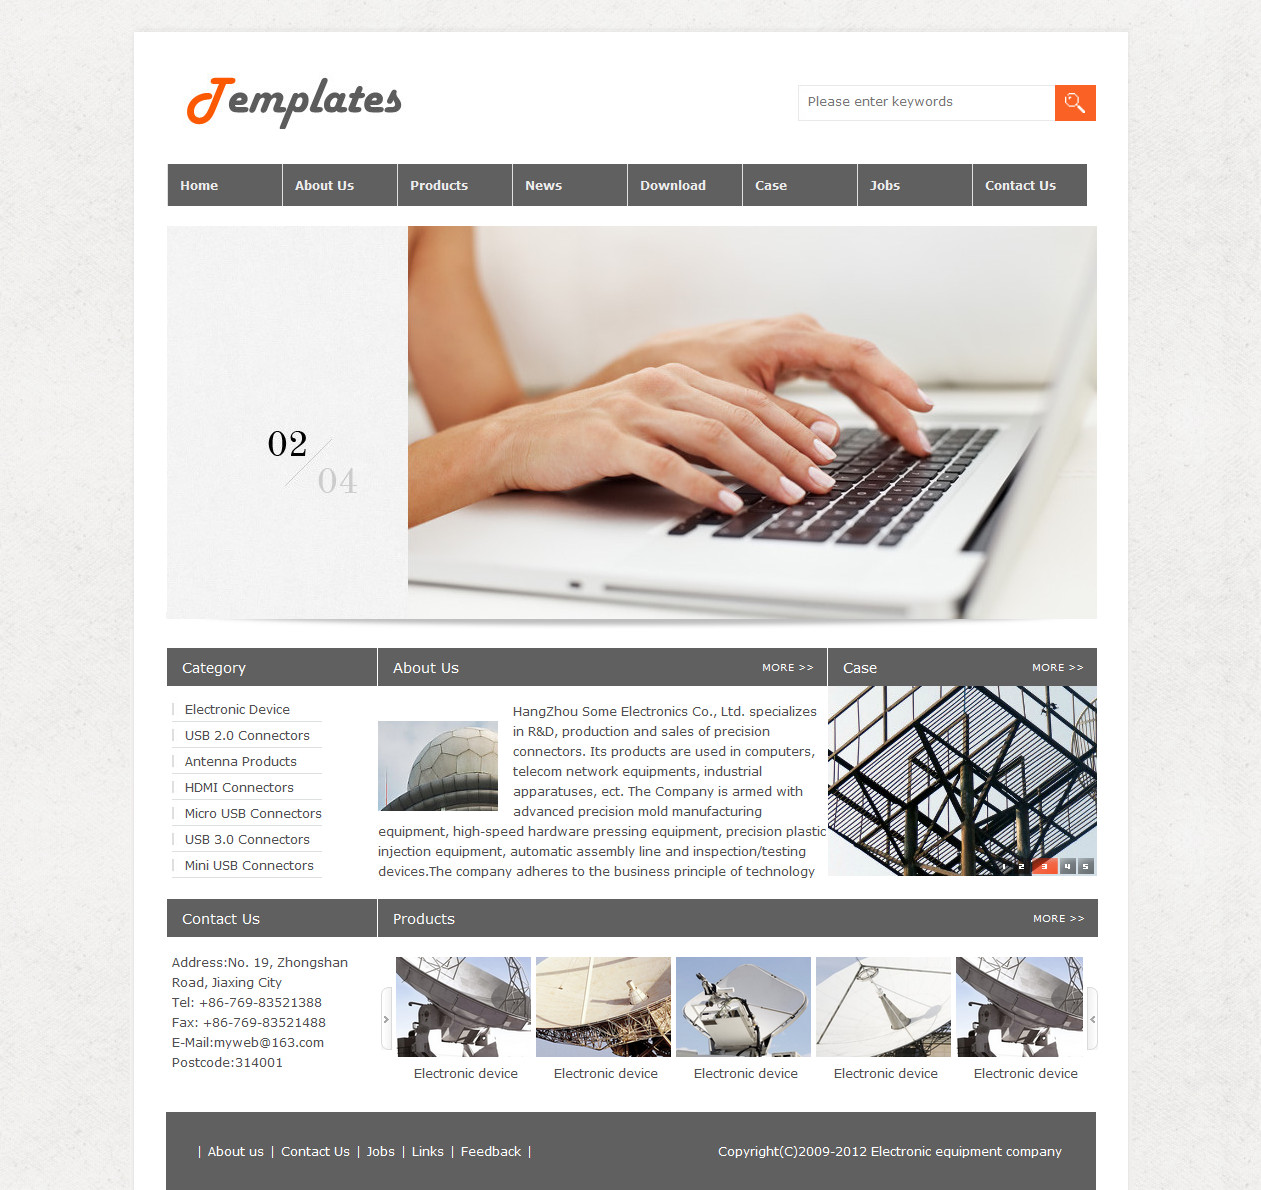 Templates
Please enter keywords
Home About Us Products News Download Case Jobs Contact Us
02
04
Category
Electronic Device
USB 2.0 Connectors
Antenna Products
HDMI Connectors
Micro USB Connectors
USB 3.0 Connectors
Mini USB Connectors
About Us MORE >>
HangZhou Some Electronics Co., Ltd. specializes
in R&D, production and sales of precision
connectors. Its products are used in computers,
telecom network equipments, industrial
apparatuses, ect. The Company is armed with
advanced precision mold manufacturing
equipment, high-speed hardware pressing equipment, precision plastic
injection equipment, automatic assembly line and inspection/testing
devices.The company adheres to the business principle of technology
Case MORE >>
1 2 3 4 5
Contact Us
Address:No. 19, Zhongshan
Road, Jiaxing City
Tel: +86-769-83521388
Fax: +86-769-83521488
E-Mail:myweb@163.com
Postcode:314001
Products MORE >>
Electronic device Electronic device Electronic device Electronic device Electronic device
| About us | Contact Us | Jobs | Links | Feedback |
Copyright(C)2009-2012 Electronic equipment company